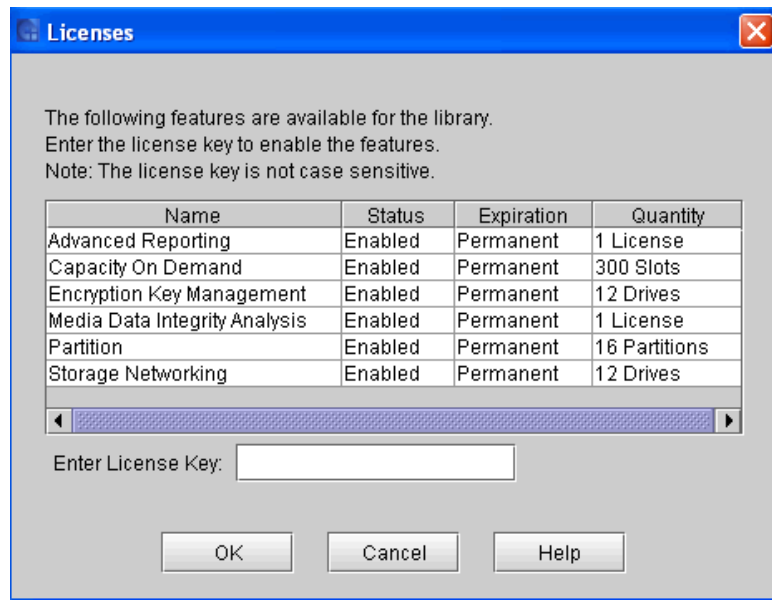 Licenses
The following features are available for the library.
Enter the license key to enable the features.
Note: The license key is not case sensitive.
Name Status Expiration Quantity
Advanced Reporting Enabled Permanent 1 License
Capacity On Demand Enabled Permanent 300 Slots
Encryption Key Management Enabled Permanent 12 Drives
Media Data Integrity Analysis Enabled Permanent 1 License
Partition Enabled Permanent 16 Partitions
Storage Networking Enabled Permanent 12 Drives
Enter License Key:
OK Cancel Help